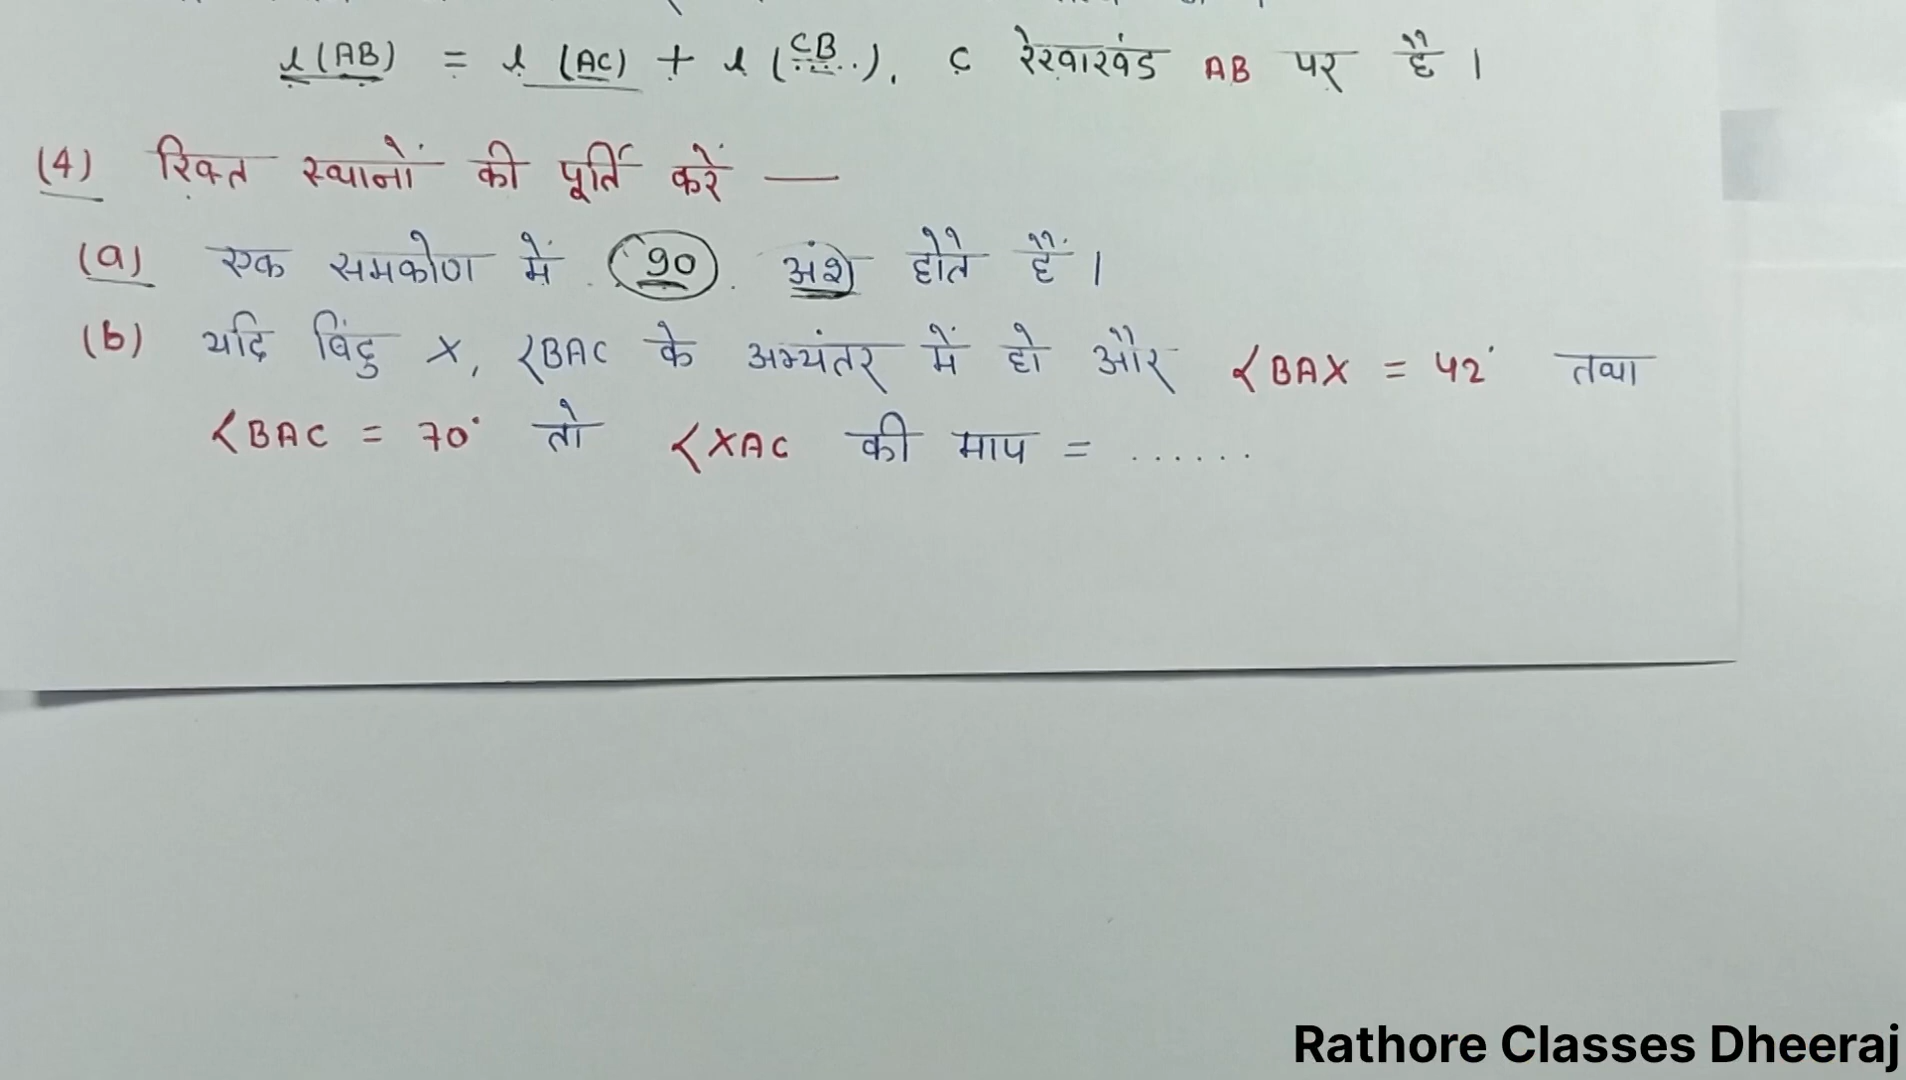 l (AB) = l (AC) + l (CB..). C रेखाखंड AB पर है ।
(4) रिक्त स्थानों की पूर्ति करें —
(a) एक समकोण में . 90 . अंश होते हैं ।
(b) यदि बिंदु X, ∠BAC के अभ्यंतर में हो और ∠BAX = 42° तथा
∠BAC = 70° तो ∠XAC की माप = ......
Rathore Classes Dheeraj